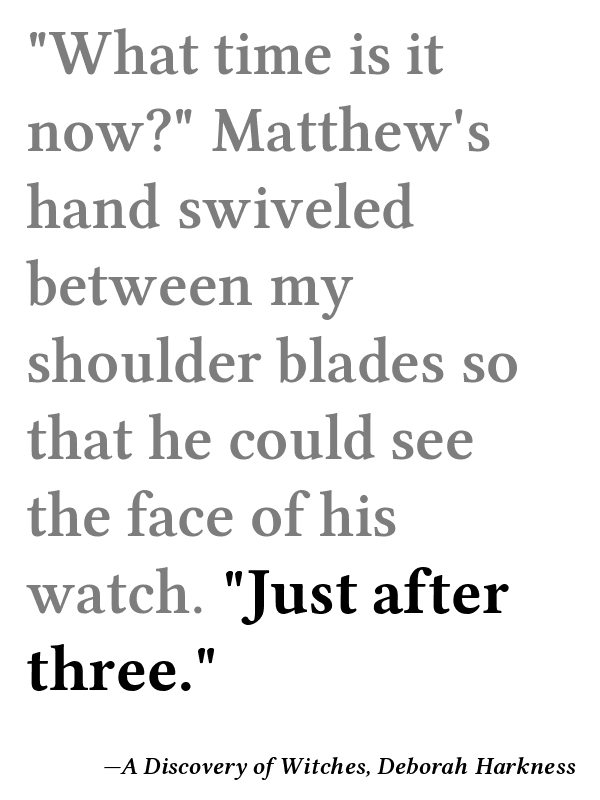 "What time is it
now?" Matthew's
hand swiveled
between my
shoulder blades so
that he could see
the face of his
watch. "Just after
three."
—A Discovery of Witches, Deborah Harkness